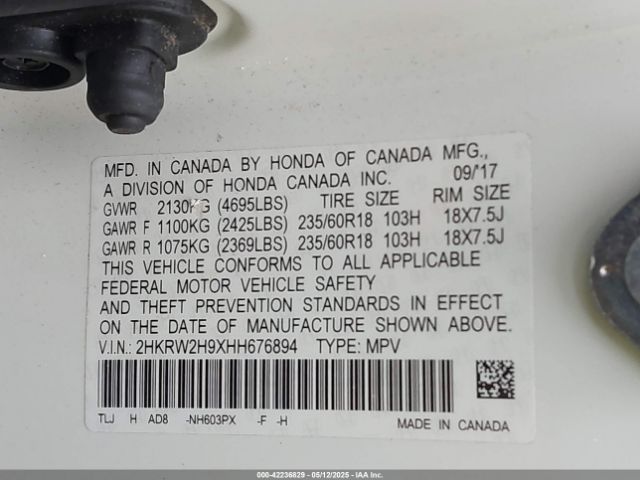 MFD. IN CANADA BY HONDA OF CANADA MFG.,
A DIVISION OF HONDA CANADA INC. 09/'17
GVWR 2130KG (4695LBS) TIRE SIZE RIM SIZE
GAWR F 1100KG (2425LBS) 235/60R18 103H 18X7.5J
GAWR R 1075KG (2369LBS) 235/60R18 103H 18X7.5J
THIS VEHICLE CONFORMS TO ALL APPLICABLE
FEDERAL MOTOR VEHICLE SAFETY
AND THEFT PREVENTION STANDARDS IN EFFECT
ON THE DATE OF MANUFACTURE SHOWN ABOVE.
V.I.N.: 2HKRW2H9XHH676894 TYPE: MPV
TLJ H AD8 -NH603PX -F -H
MADE IN CANADA
000-42236829 - 05/12/2025 - IAA Inc.